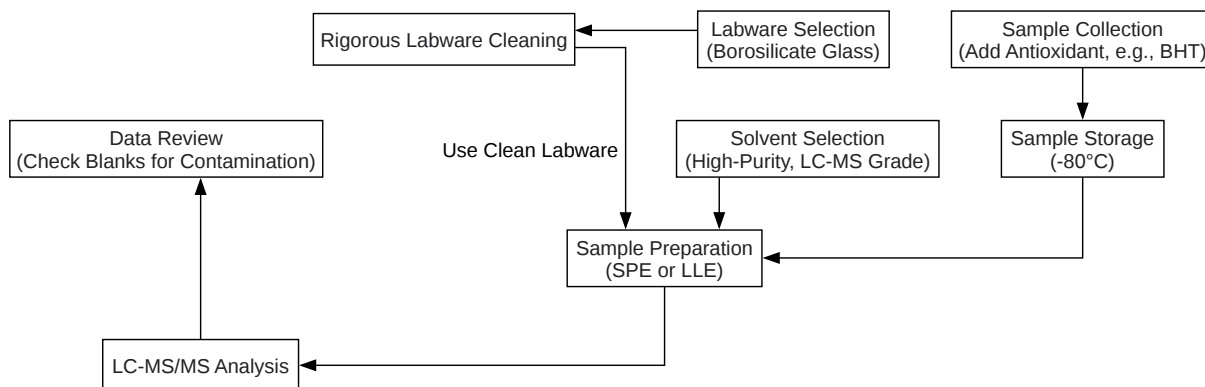 Rigorous Labware Cleaning
Labware Selection
(Borosilicate Glass)
Sample Collection
(Add Antioxidant, e.g., BHT)
Data Review
(Check Blanks for Contamination)
Use Clean Labware
Solvent Selection
(High-Purity, LC-MS Grade)
Sample Storage
(-80°C)
Sample Preparation
(SPE or LLE)
LC-MS/MS Analysis